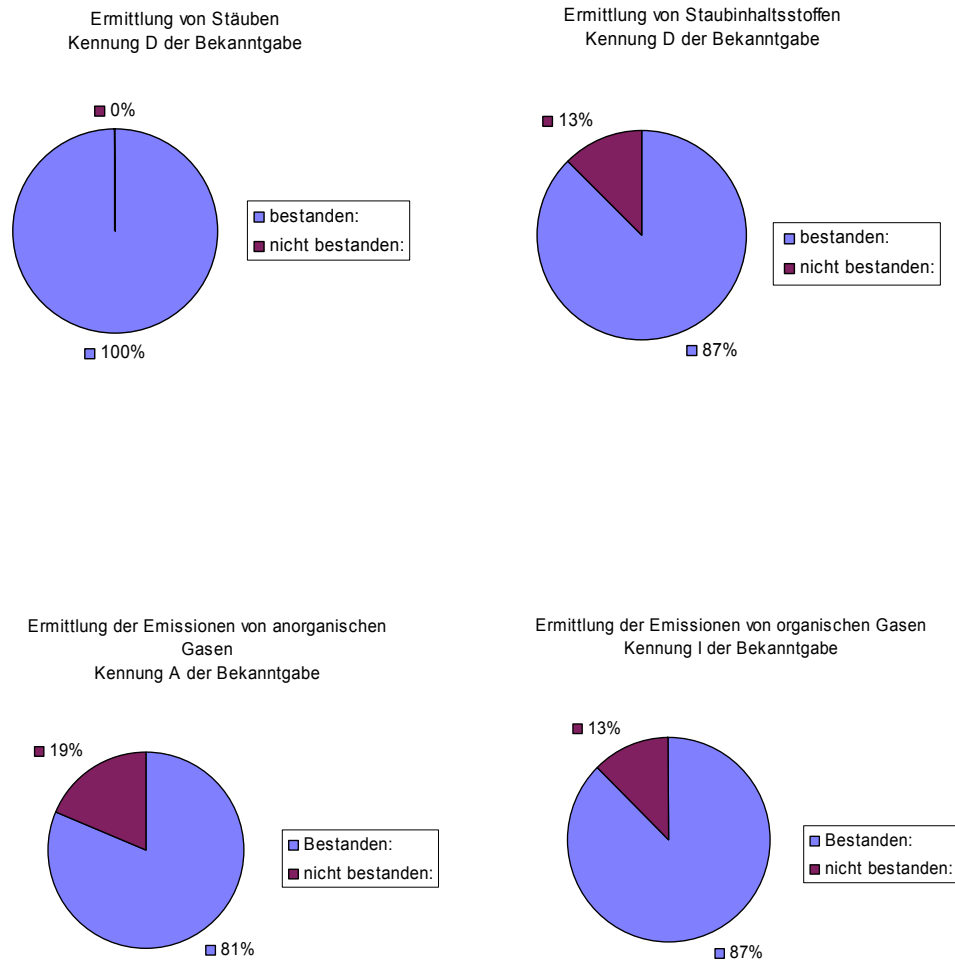 Ermittlung von Stäuben
Kennung D der Bekanntgabe
0%
bestanden:
nicht bestanden:
100%
Ermittlung von Staubinhaltsstoffen
Kennung D der Bekanntgabe
13%
bestanden:
nicht bestanden:
87%
Ermittlung der Emissionen von anorganischen
Gasen
Kennung A der Bekanntgabe
19%
Bestanden:
nicht bestanden:
81%
Ermittlung der Emissionen von organischen Gasen
Kennung I der Bekanntgabe
13%
Bestanden:
nicht bestanden:
87%